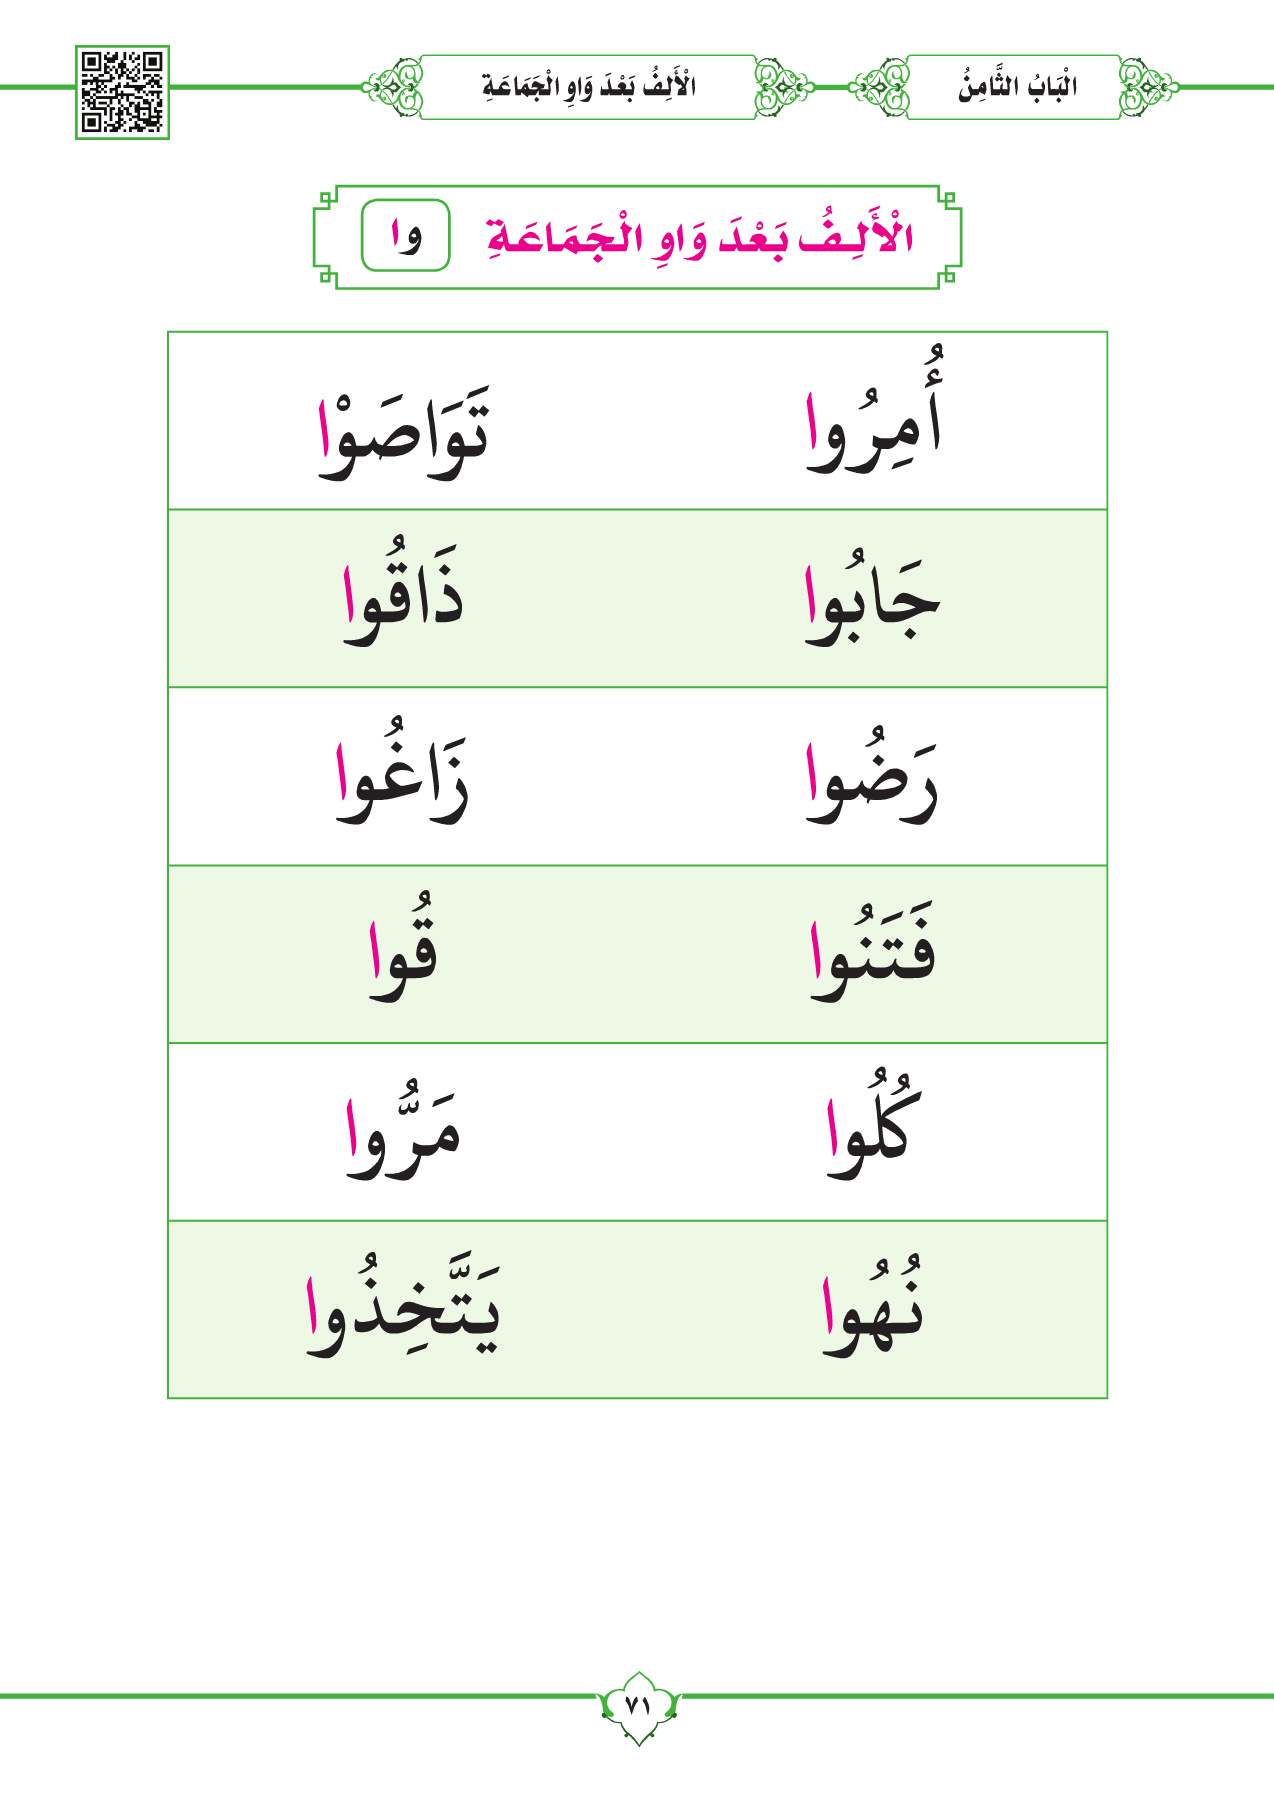 الْبَابُ الثَّامِنُ
الْأَلِفُ بَعْدَ وَاوِ الْجَمَاعَةِ
الْأَلِفُ بَعْدَ وَاوِ الْجَمَاعَةِ وا
أُمِرُوا تَوَاصَوْا
جَابُوا ذَاقُوا
رَضُوا زَاغُوا
فَتَنُوا قُوا
كُلُوا مَرُّوا
نُهُوا يَتَّخِذُوا
٧١